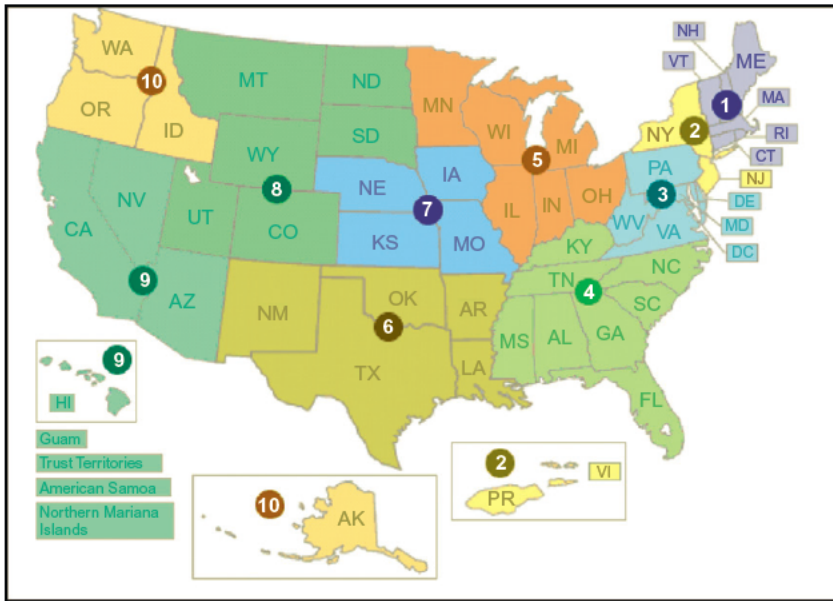 NH
WA
MT
ND
VT
ME
10
MN
MA
OR
ID
WI
MI
1
NY
2
RI
SD
WY
CT
5
PA
NJ
8
NE
IA
3
DE
NV
IL
IN
OH
WV
VA
MD
CA
UT
CO
7
KS
MO
KY
DC
9
AZ
NM
OK
AR
TN
NC
4
SC
6
MS
AL
GA
TX
LA
9
FL
HI
Guam
Trust Territories
American Samoa
Northern Mariana
Islands
10
AK
2
VI
PR